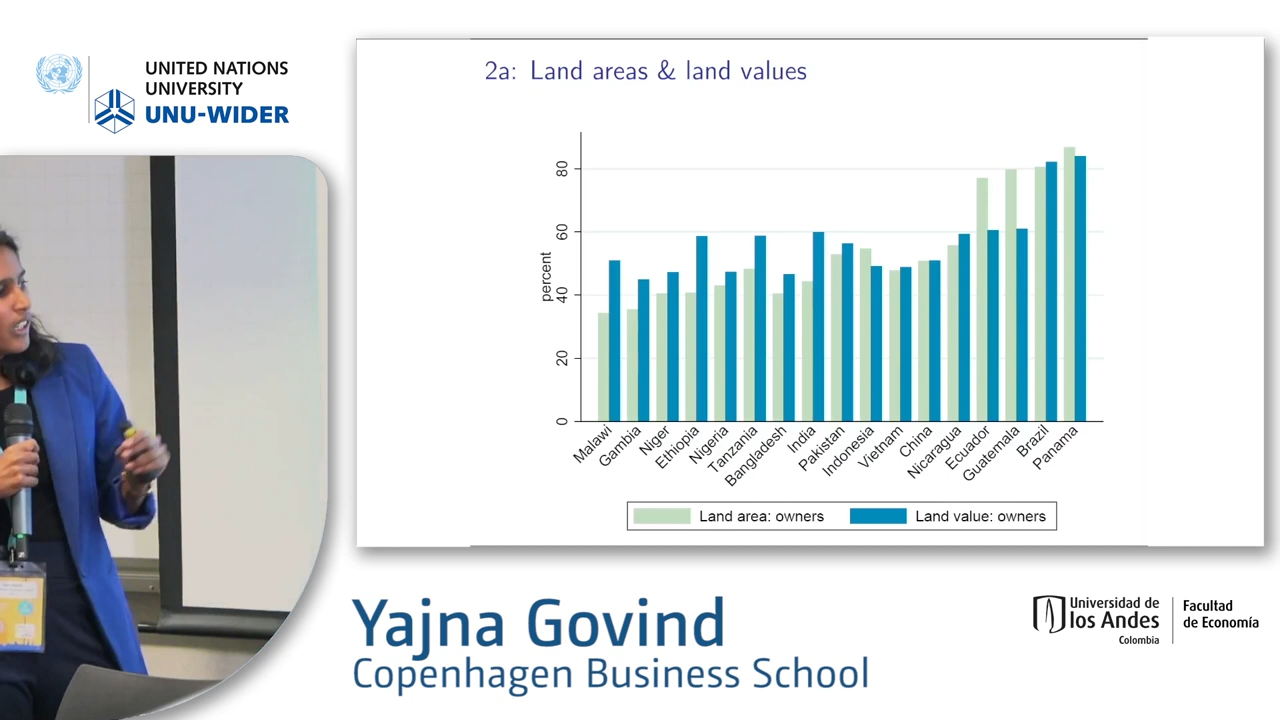 UNITED NATIONS
UNIVERSITY
UNU-WIDER
2a: Land areas & land values
percent
80
60
40
20
0
Malawi
Gambia
Niger
Ethiopia
Nigeria
Tanzania
Bangladesh
India
Pakistan
Indonesia
Vietnam
China
Nicaragua
Ecuador
Guatemala
Brazil
Panama
Land area: owners
Land value: owners
Yajna Govind
Copenhagen Business School
Universidad de
los Andes
Colombia
Facultad
de Economía